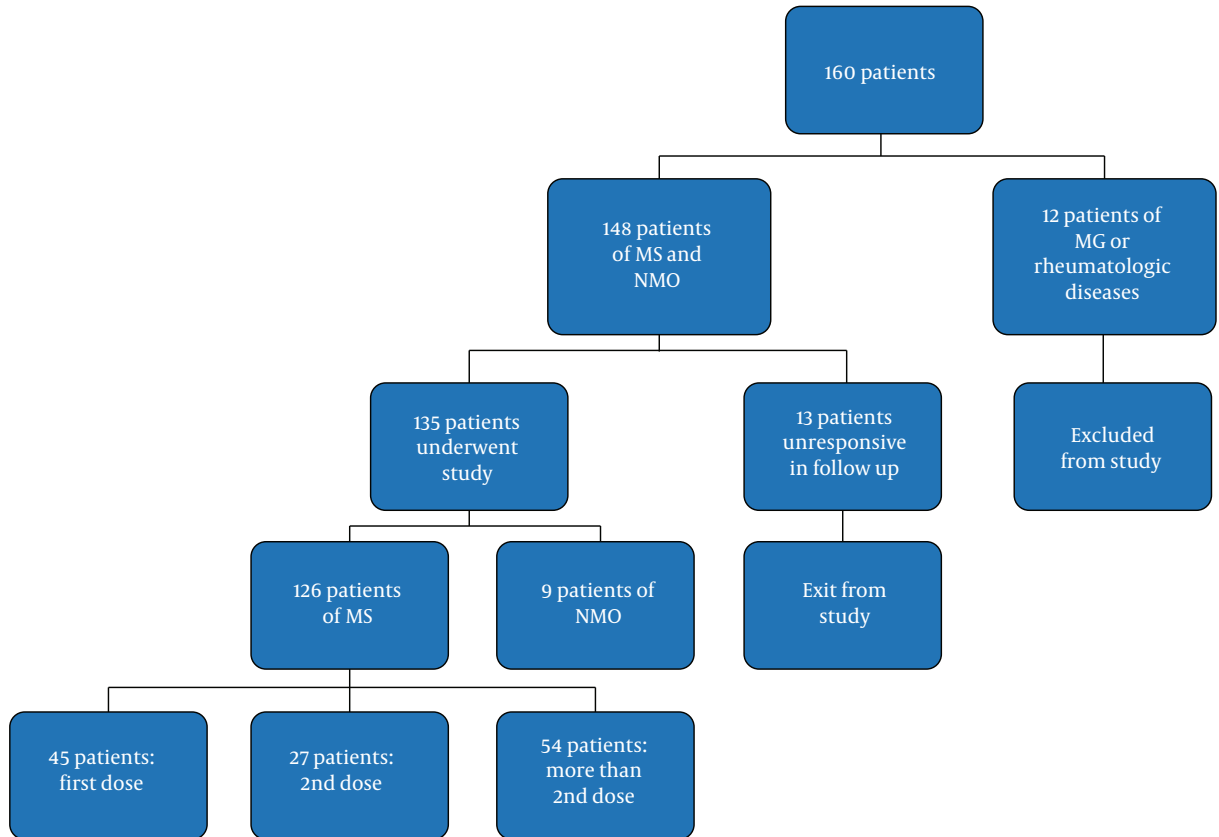 160 patients
148 patients
of MS and
NMO
12 patients of
MG or
rheumatologic
diseases
135 patients
underwent
study
13 patients
unresponsive
in follow up
Excluded
from study
126 patients
of MS
9 patients of
NMO
Exit from
study
45 patients:
first dose
27 patients:
2nd dose
54 patients:
more than
2nd dose